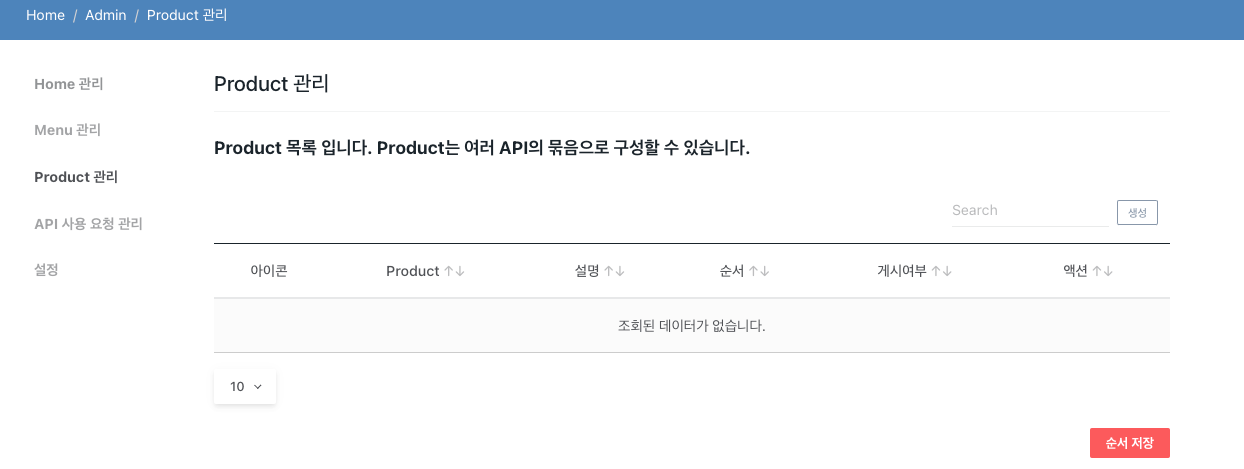 Home / Admin / Product 관리
Home 관리
Menu 관리
Product 관리
API 사용 요청 관리
설정
Product 관리
Product 목록 입니다. Product는 여러 API의 묶음으로 구성할 수 있습니다.
Search 생성
아이콘 Product ↑↓ 설명 ↑↓ 순서 ↑↓ 게시여부 ↑↓ 액션 ↑↓
조회된 데이터가 없습니다.
10
순서 저장